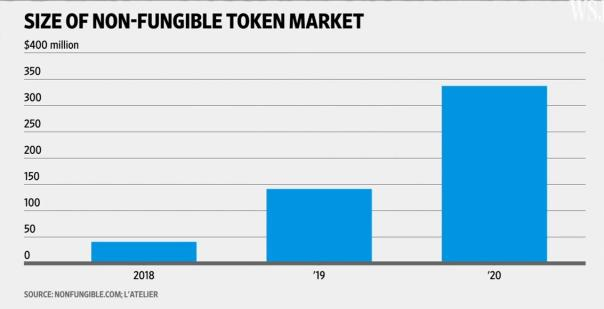 WSJ
SIZE OF NON-FUNGIBLE TOKEN MARKET
$400 million
350
300
250
200
150
100
50
0
2018 '19 '20
SOURCE: NONFUNGIBLE.COM; L'ATELIER